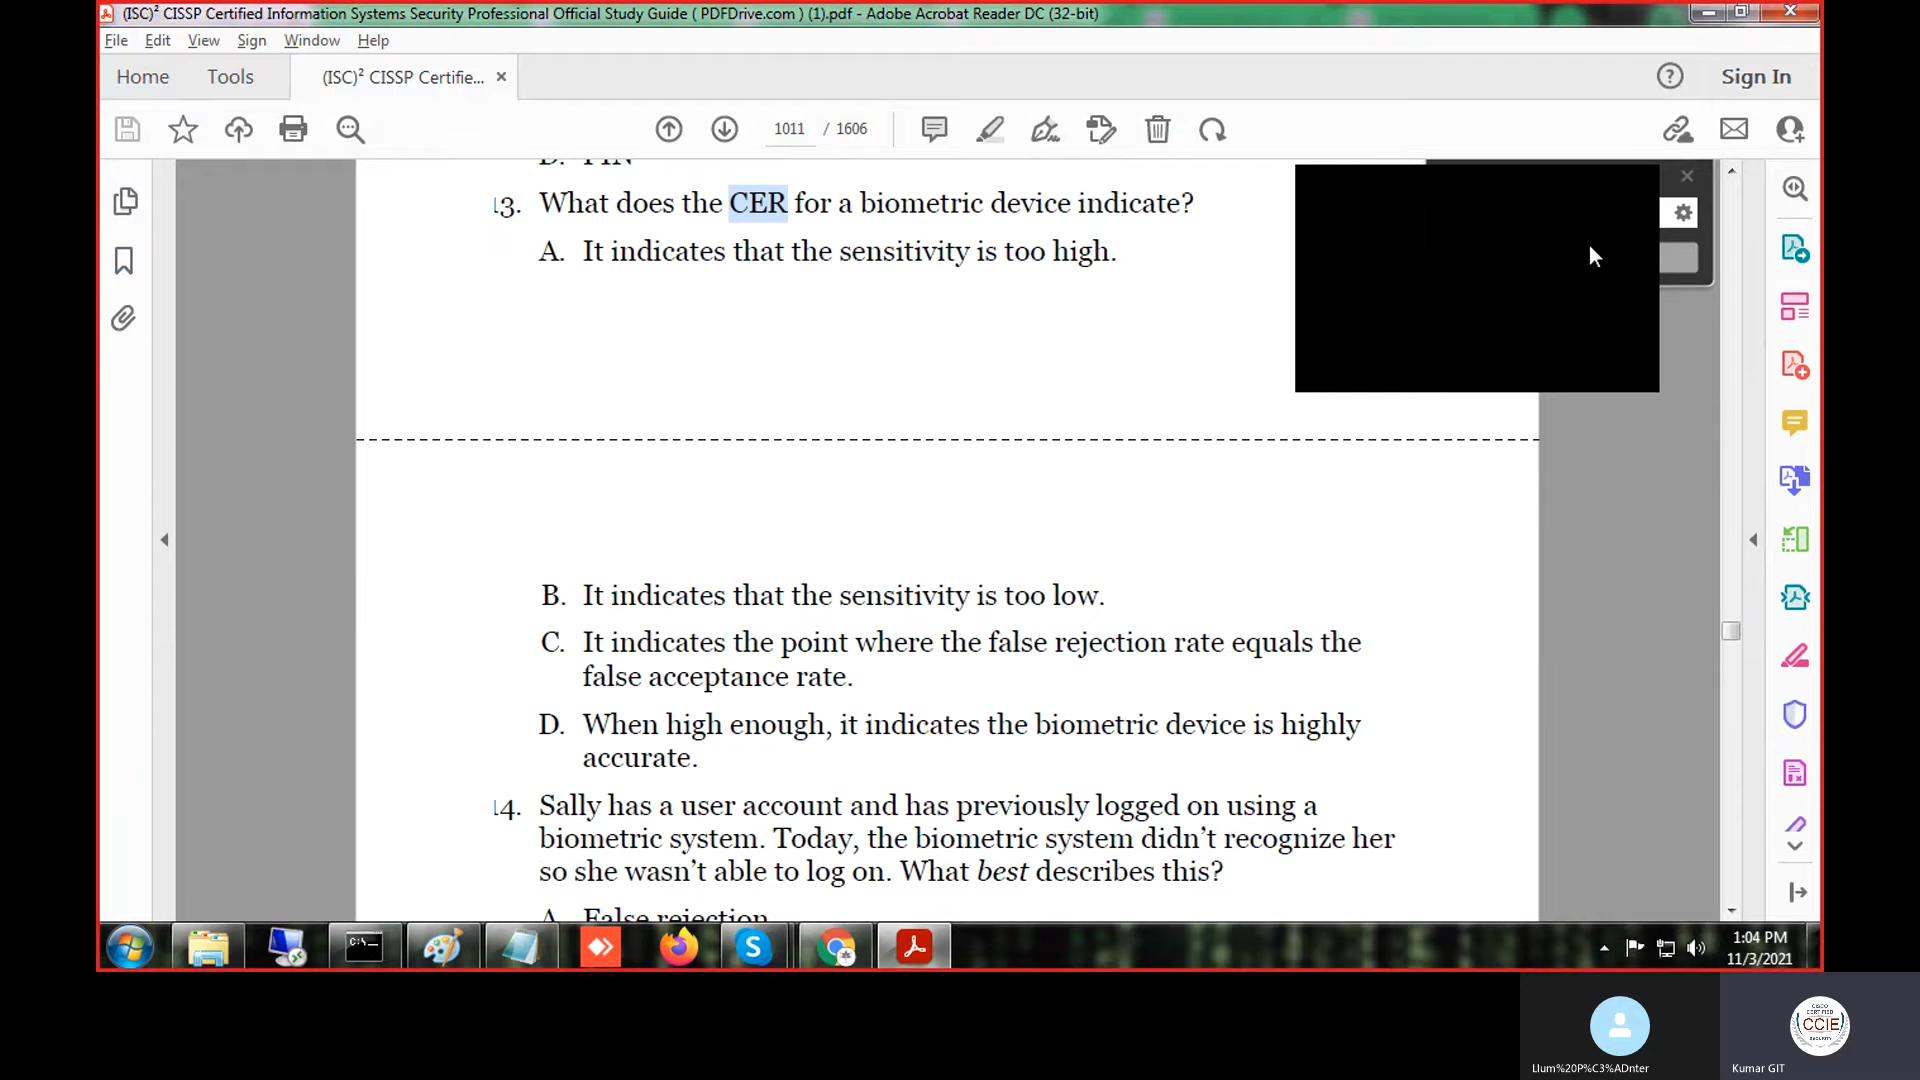 (ISC)² CISSP Certified Information Systems Security Professional Official Study Guide ( PDFDrive.com ) (1).pdf - Adobe Acrobat Reader DC (32-bit)
File Edit View Sign Window Help
Home Tools (ISC)² CISSP Certifie... × Sign In
1011 / 1606
D. PIN
13. What does the CER for a biometric device indicate?
A. It indicates that the sensitivity is too high.
B. It indicates that the sensitivity is too low.
C. It indicates the point where the false rejection rate equals the
false acceptance rate.
D. When high enough, it indicates the biometric device is highly
accurate.
14. Sally has a user account and has previously logged on using a
biometric system. Today, the biometric system didn’t recognize her
so she wasn’t able to log on. What best describes this?
A. False rejection
C:\
1:04 PM
11/3/2021
CISCO
CERTIFIED
CCIE
SECURITY
Llum%20P%C3%ADnter
Kumar GIT